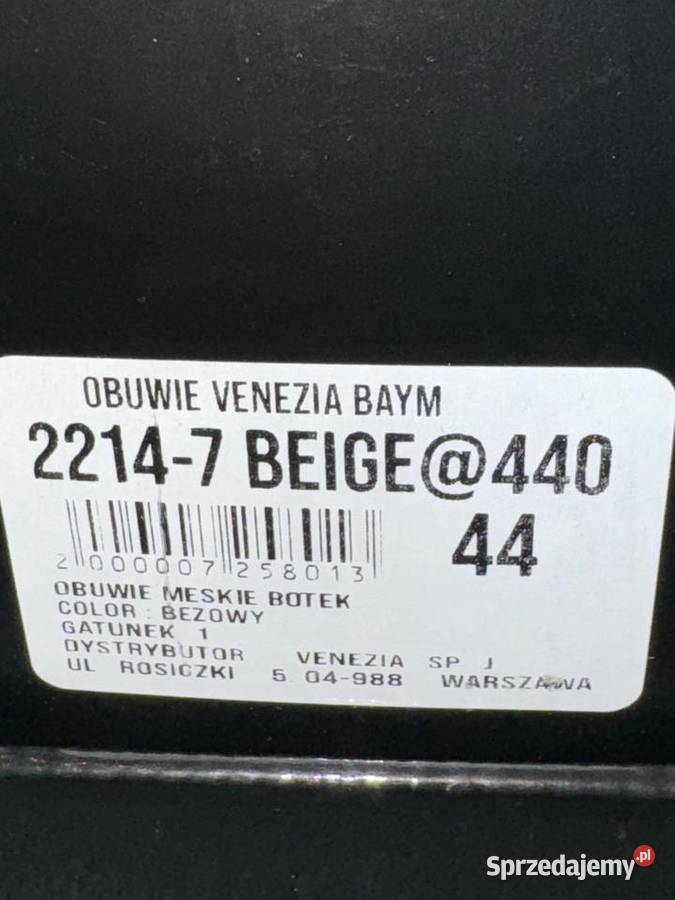 OBUWIE VENEZIA BAYM
2214-7 BEIGE@440
44
2 000007 258013
OBUWIE MESKIE BOTEK
COLOR : BEZOWY
GATUNEK 1
DYSTRYBUTOR VENEZIA SP J
UL ROSICZKI 5 04-988 WARSZAWA
Sprzedajemy.pl